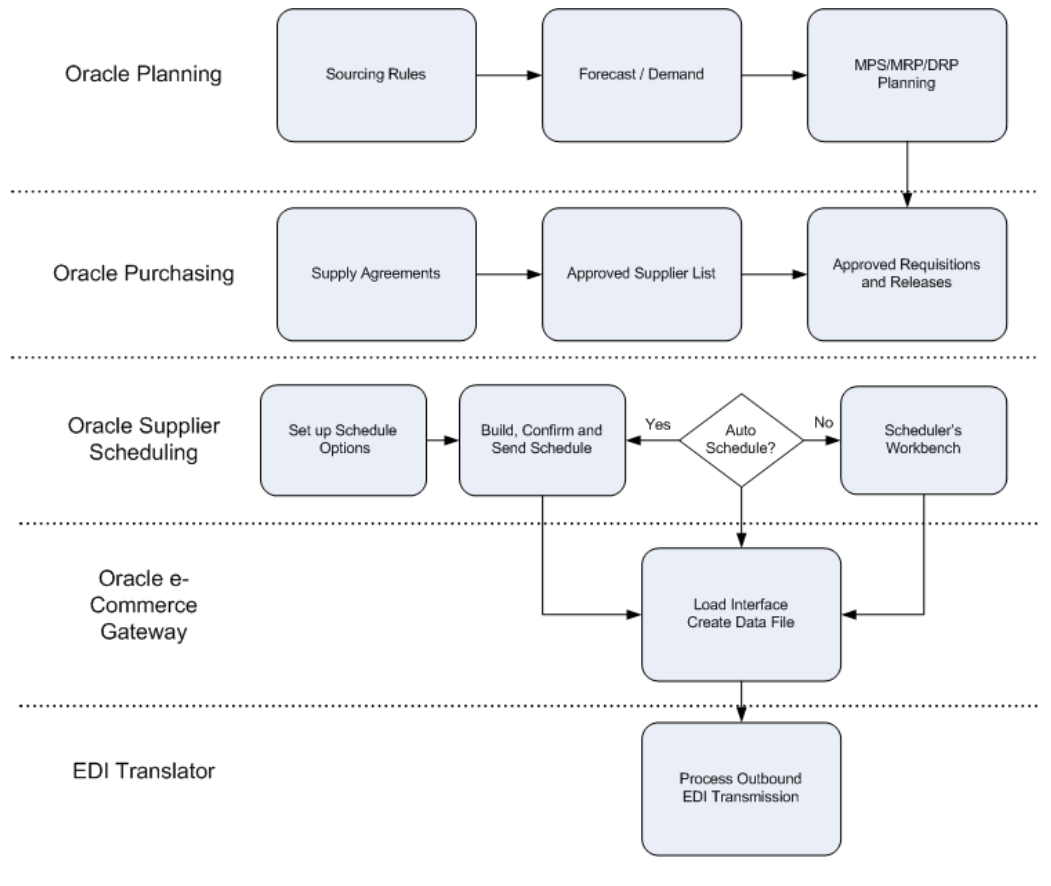 Oracle Planning
Sourcing Rules
Forecast / Demand
MPS/MRP/DRP
Planning
Oracle Purchasing
Supply Agreements
Approved Supplier List
Approved Requisitions
and Releases
Oracle Supplier
Scheduling
Set up Schedule
Options
Build, Confirm and
Send Schedule
Yes
Auto
Schedule?
No
Scheduler's
Workbench
Oracle e-
Commerce
Gateway
Load Interface
Create Data File
EDI Translator
Process Outbound
EDI Transmission